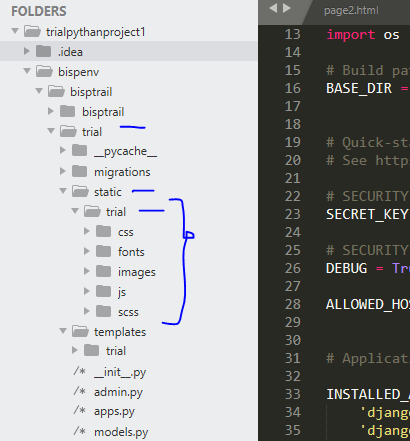 FOLDERS
trialpythanproject1
.idea
bispenv
bisptrail
bisptrail
trial
__pycache__
migrations
static
trial
css
fonts
images
js
scss
templates
trial
/* __init__.py
/* admin.py
/* apps.py
/* models.py
page2.html
13 import os
14
15 # Build pa
16 BASE_DIR =
17
18
19 # Quick-sta
20 # See http
21
22 # SECURITY
23 SECRET_KEY
24
25 # SECURITY
26 DEBUG = Tru
27
28 ALLOWED_HOS
29
30
31 # Applicat
32
33 INSTALLED_A
34 'django
35 'django